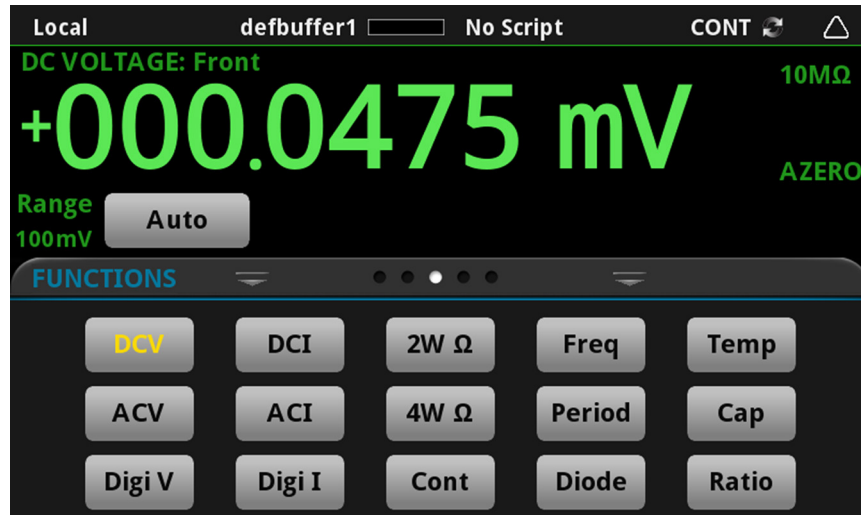 Local defbuffer1 No Script CONT
DC VOLTAGE: Front
10MΩ
+000.0475 mV
AZERO
Range
100mV
Auto
FUNCTIONS
DCV DCI 2W Ω Freq Temp
ACV ACI 4W Ω Period Cap
Digi V Digi I Cont Diode Ratio